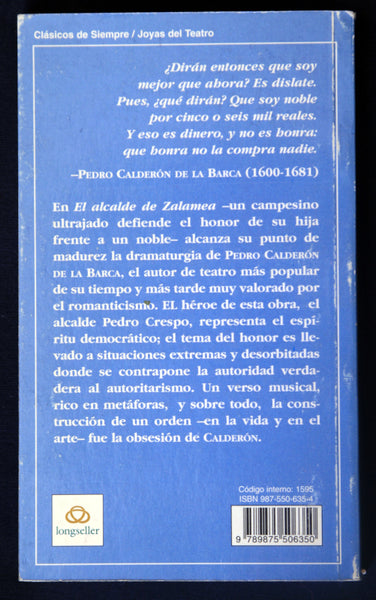 Clásicos de Siempre / Joyas del Teatro
¿Dirán entonces que soy
mejor que ahora? Es dislate.
Pues, ¿qué dirán? Que soy noble
por cinco o seis mil reales.
Y eso es dinero, y no es honra:
que honra no la compra nadie.
–PEDRO CALDERÓN DE LA BARCA (1600-1681)
En El alcalde de Zalamea –un campesino
ultrajado defiende el honor de su hija
frente a un noble– alcanza su punto de
madurez la dramaturgia de PEDRO CALDERÓN
DE LA BARCA, el autor de teatro más popular
de su tiempo y más tarde muy valorado por
el romanticismo. EL héroe de esta obra, el
alcalde Pedro Crespo, representa el espí-
ritu democrático; el tema del honor es lle-
vado a situaciones extremas y desorbitadas
donde se contrapone la autoridad verda-
dera al autoritarismo. Un verso musical,
rico en metáforas, y sobre todo, la cons-
trucción de un orden –en la vida y en el
arte– fue la obsesión de CALDERÓN.
Código interno: 1595
ISBN 987-550-635-4
longseller
9 789875 506350